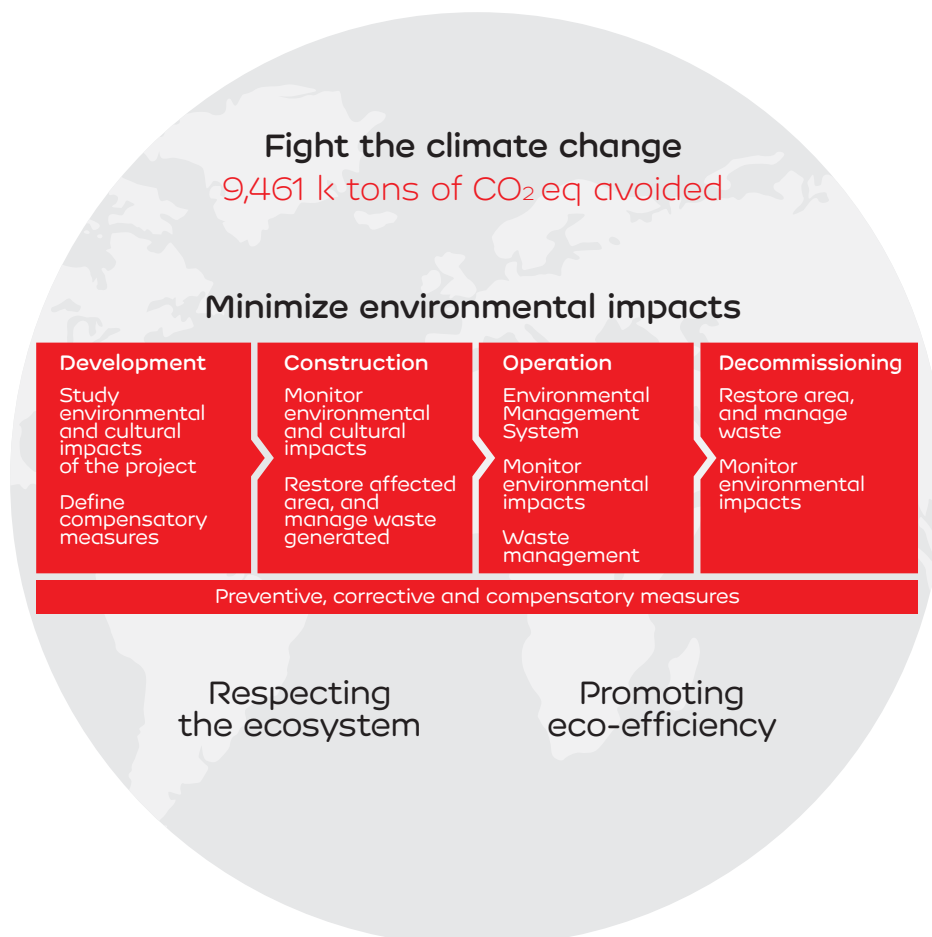 Fight the climate change
9,461 k tons of CO2 eq avoided
Minimize environmental impacts
Development
Study
environmental
and cultural
impacts
of the project
Define
compensatory
measures
Construction
Monitor
environmental
and cultural
impacts
Restore affected
area, and
manage waste
generated
Operation
Environmental
Management
System
Monitor
environmental
impacts
Waste
management
Decommissioning
Restore area,
and manage
waste
Monitor
environmental
impacts
Preventive, corrective and compensatory measures
Respecting
the ecosystem
Promoting
eco-efficiency